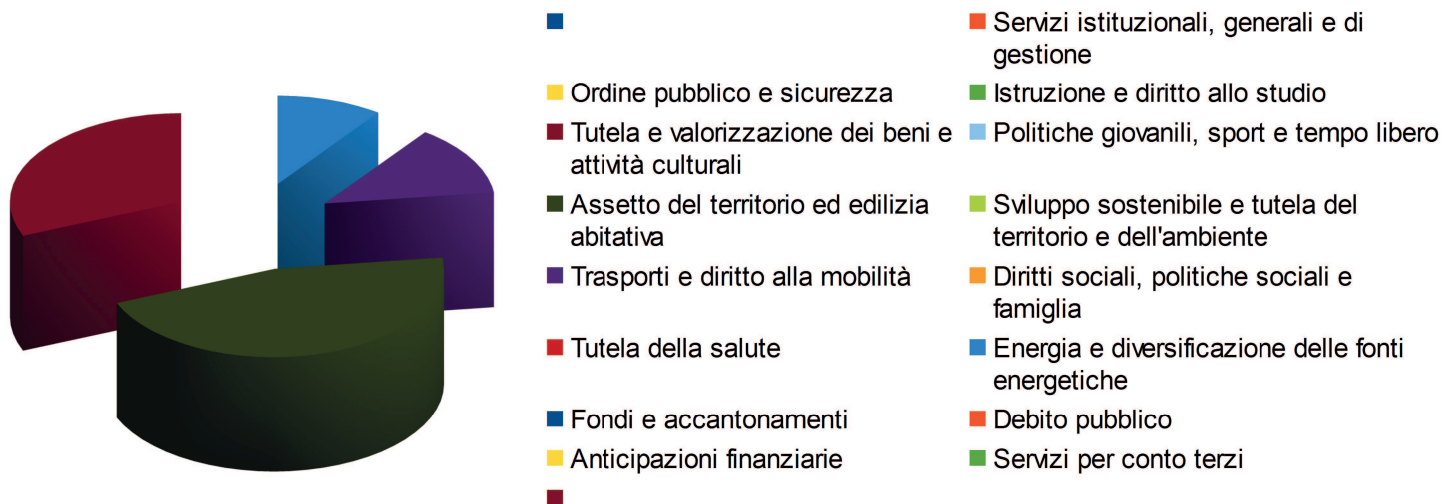 Servizi istituzionali, generali e di
gestione
Ordine pubblico e sicurezza
Istruzione e diritto allo studio
Tutela e valorizzazione dei beni e
attività culturali
Politiche giovanili, sport e tempo libero
Assetto del territorio ed edilizia
abitativa
Sviluppo sostenibile e tutela del
territorio e dell'ambiente
Trasporti e diritto alla mobilità
Diritti sociali, politiche sociali e
famiglia
Tutela della salute
Energia e diversificazione delle fonti
energetiche
Fondi e accantonamenti
Debito pubblico
Anticipazioni finanziarie
Servizi per conto terzi